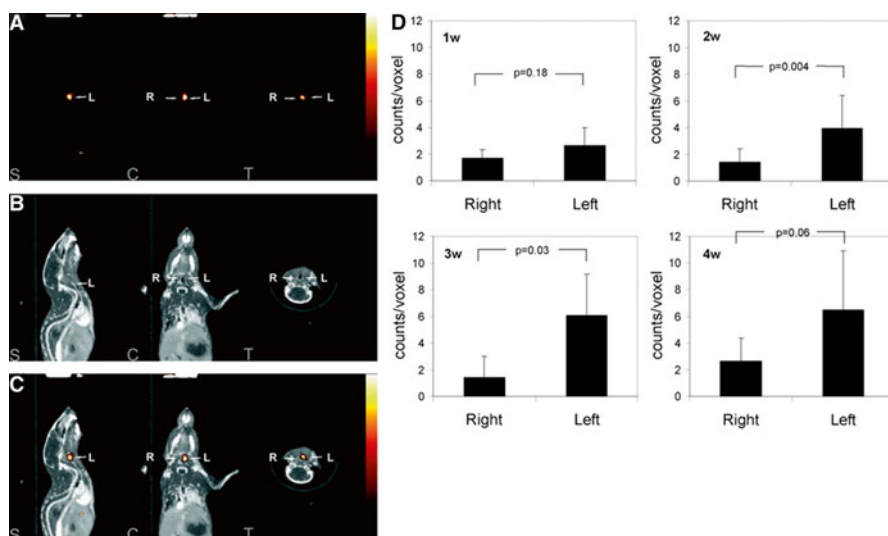 A
L
R
L
R
L
S
C
T
B
L
R
L
R
L
S
C
T
C
L
R
L
R
L
S
C
T
D
1w
p=0.18
counts/voxel
12
10
8
6
4
2
0
Right
Left
2w
p=0.004
counts/voxel
12
10
8
6
4
2
0
Right
Left
3w
p=0.03
counts/voxel
12
10
8
6
4
2
0
Right
Left
4w
p=0.06
counts/voxel
12
10
8
6
4
2
0
Right
Left